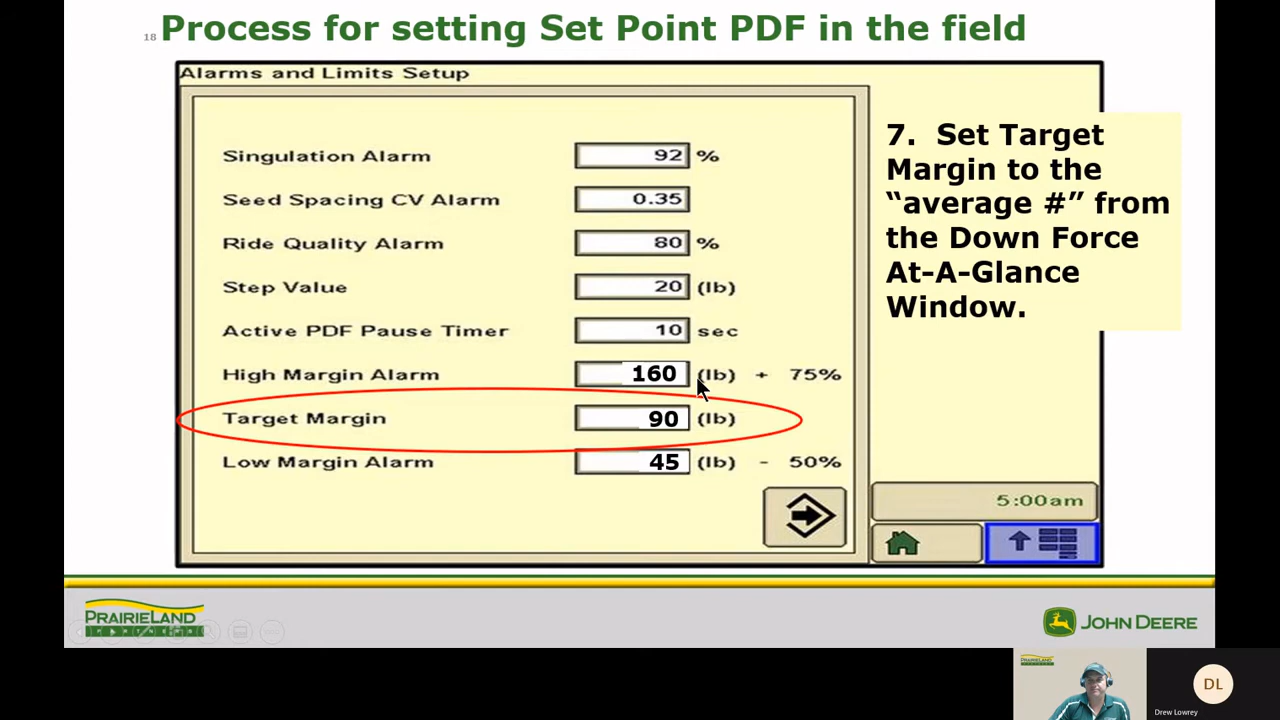 18 Process for setting Set Point PDF in the field
Alarms and Limits Setup
Singulation Alarm 92 %
Seed Spacing CV Alarm 0.35
Ride Quality Alarm 80 %
Step Value 20 (lb)
Active PDF Pause Timer 10 sec
High Margin Alarm 160 (lb) + 75%
Target Margin 90 (lb)
Low Margin Alarm 45 (lb) - 50%
7. Set Target
Margin to the
“average #” from
the Down Force
At-A-Glance
Window.
5:00am
PRAIRIELAND
JOHN DEERE
PRAIRIELAND
DL
Drew Lowrey